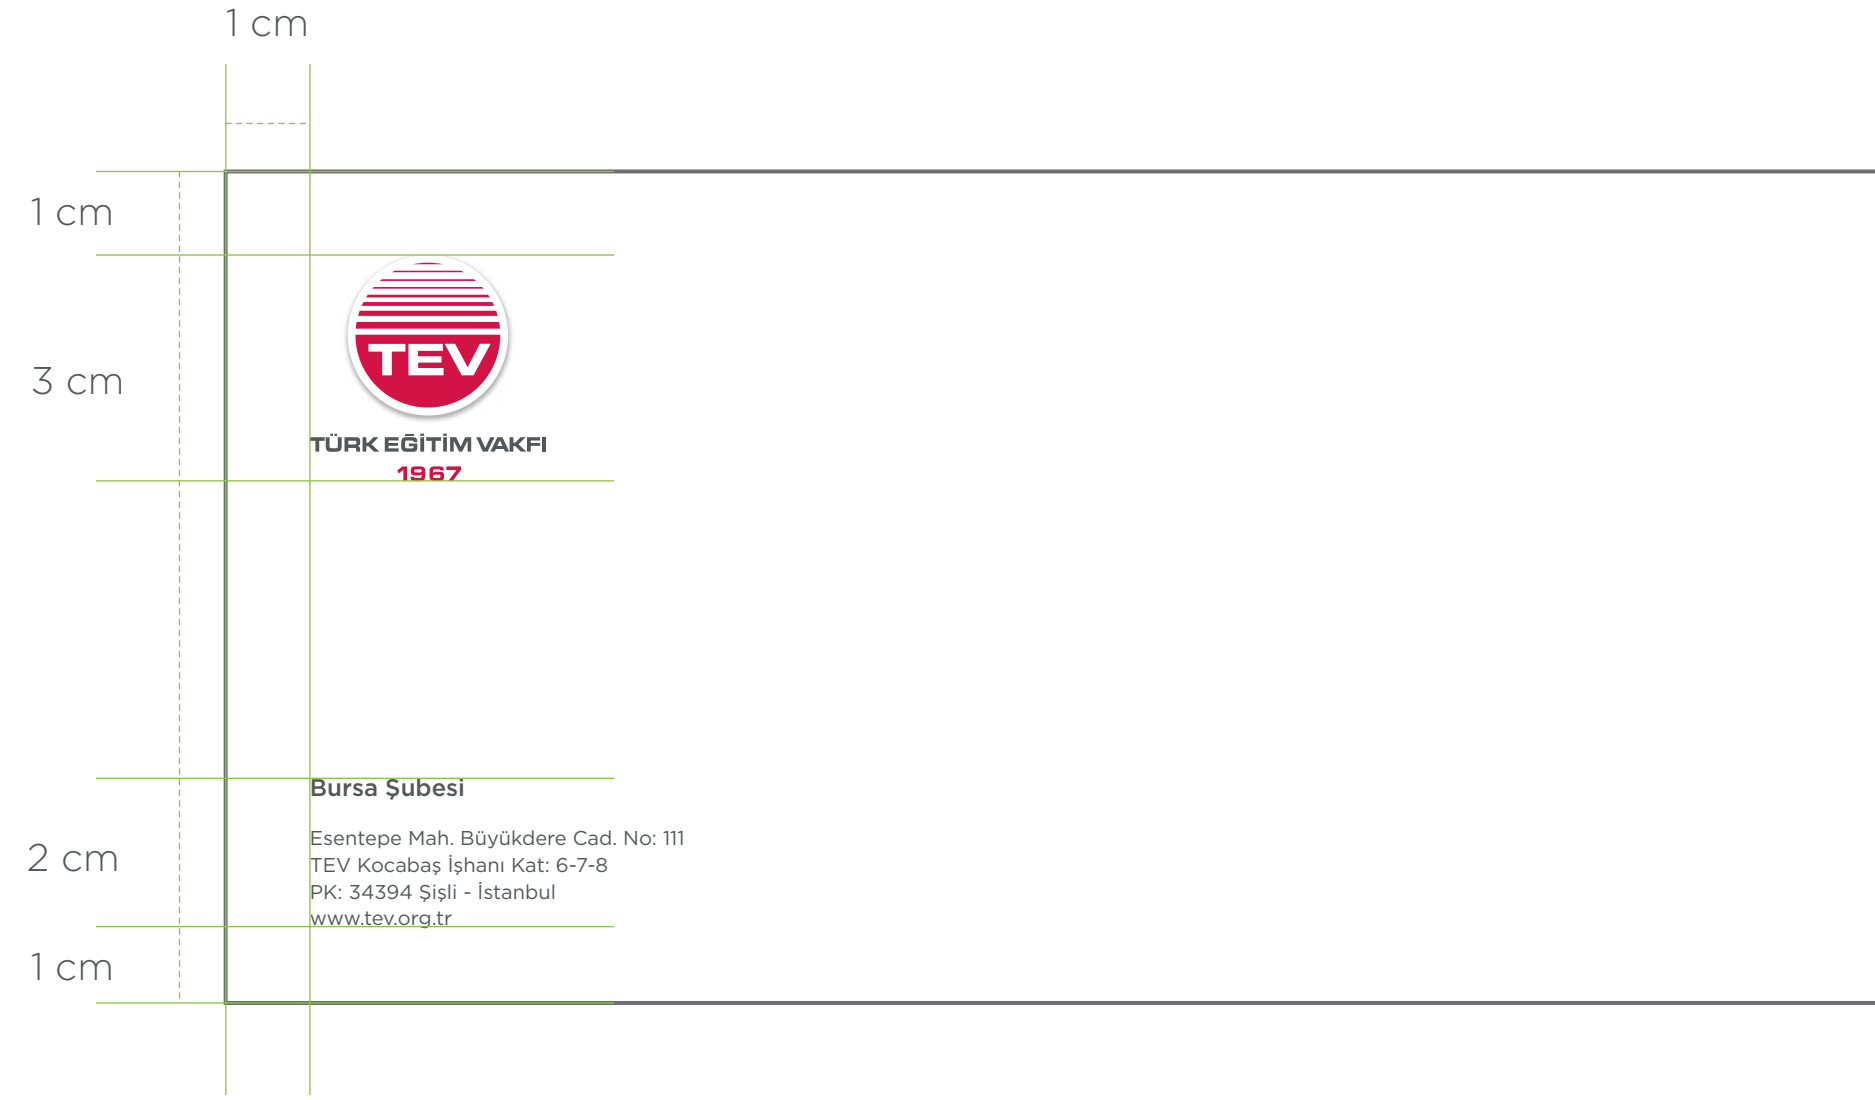 1 cm
1 cm
3 cm
TEV
TÜRK EĞİTİM VAKFI
1967
Bursa Şubesi
Esentepe Mah. Büyükdere Cad. No: 111
TEV Kocabaş İşhanı Kat: 6-7-8
2 cm
PK: 34394 Şişli - İstanbul
www.tev.org.tr
1 cm